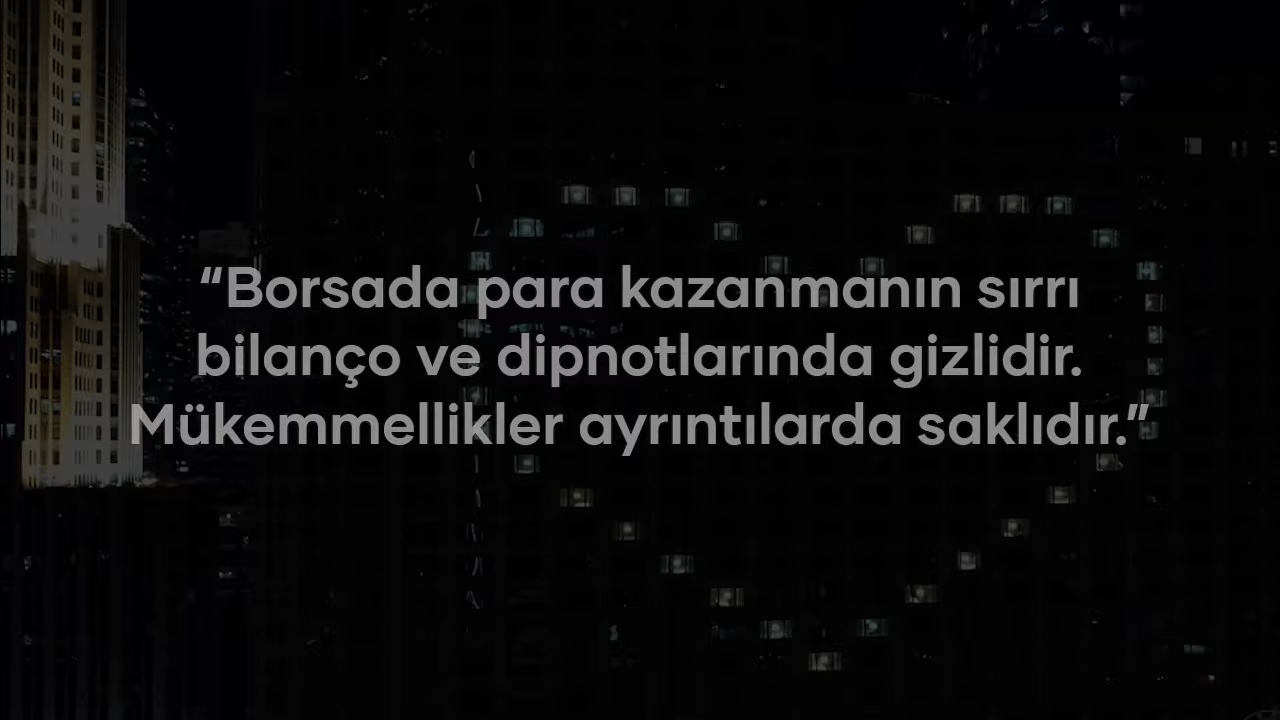 “Borsada para kazanmanın sırrı
bilanço ve dipnotlarında gizlidir.
Mükemmellikler ayrıntılarda saklıdır.”